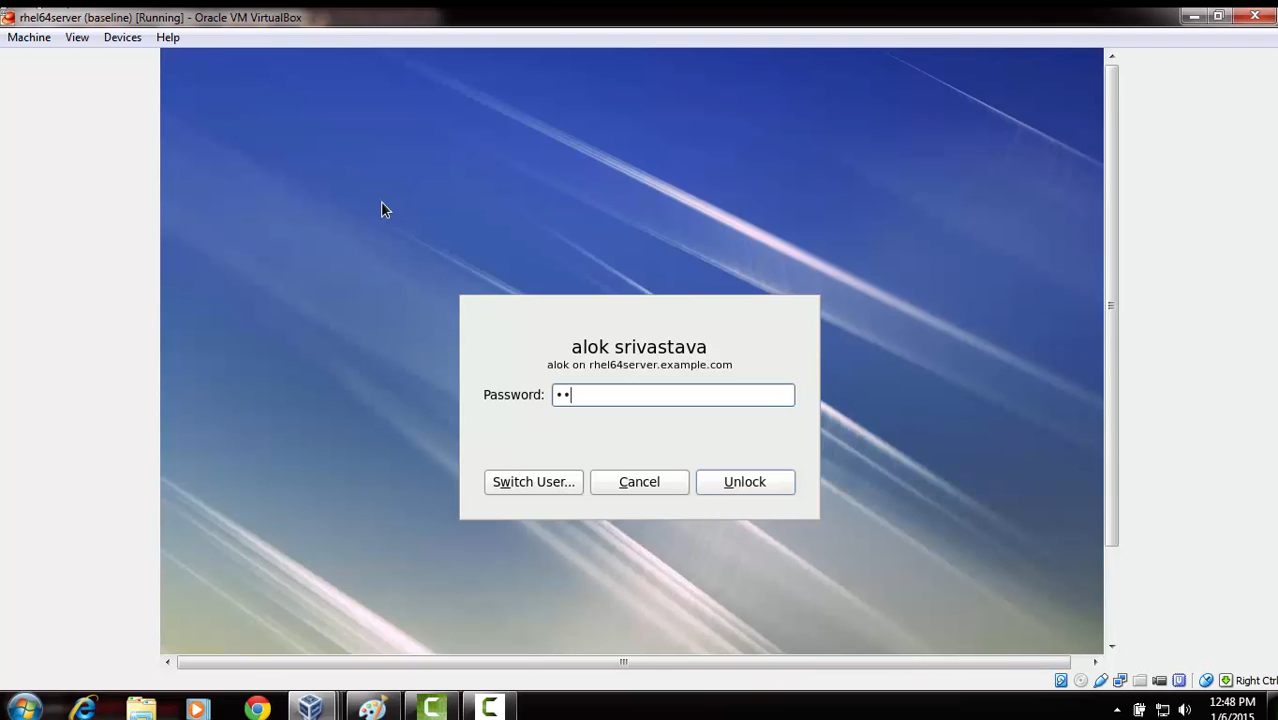 rhel64server (baseline) [Running] - Oracle VM VirtualBox
Machine View Devices Help
alok srivastava
alok on rhel64server.example.com
Password: ••
Switch User... Cancel Unlock
Right Ctrl
12:48 PM
1/6/2015